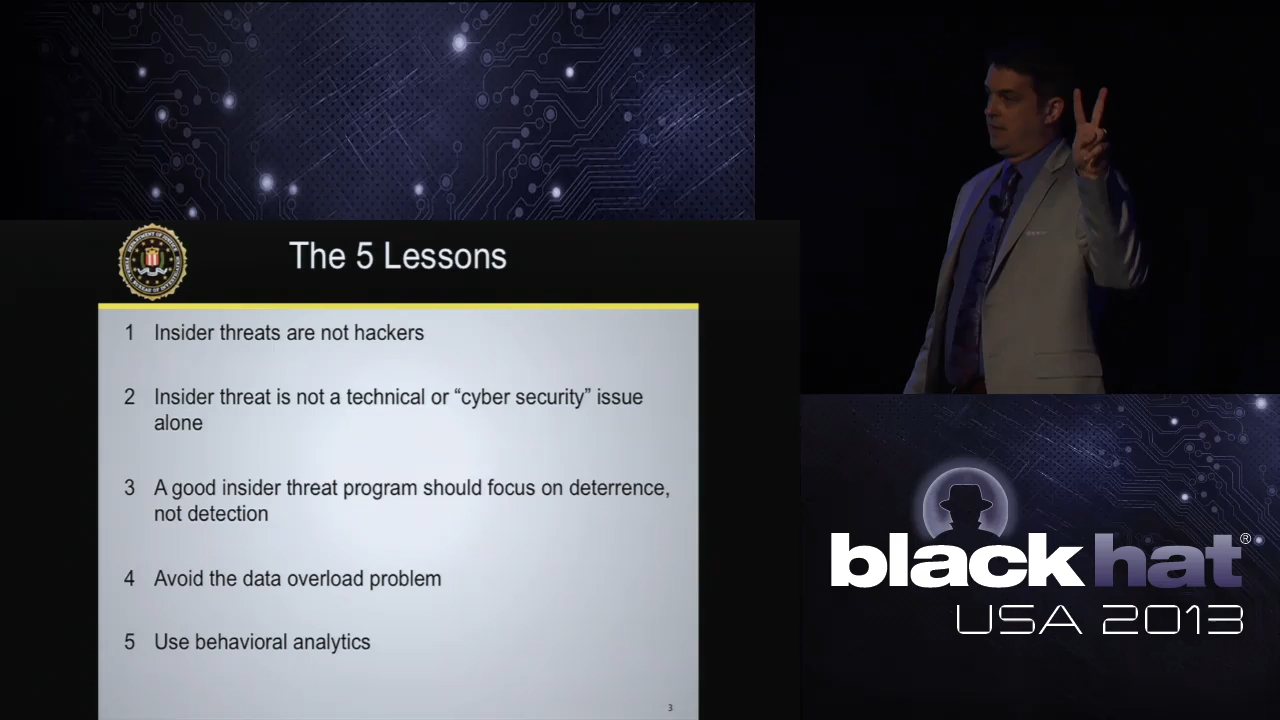 The 5 Lessons
1 Insider threats are not hackers
2 Insider threat is not a technical or “cyber security” issue
alone
3 A good insider threat program should focus on deterrence,
not detection
4 Avoid the data overload problem
5 Use behavioral analytics
3
black hat®
USA 2013